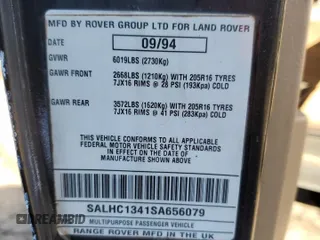 MFD BY ROVER GROUP LTD FOR LAND ROVER
DATE 09/94
GVWR 6019LBS (2730Kg)
GAWR FRONT 2668LBS (1210Kg) WITH 205R16 TYRES
7JX16 RIMS @ 28 PSI (193Kpa) COLD
GAWR REAR 3572LBS (1620Kg) WITH 205R16 TYRES
7JX16 RIMS @ 41 PSI (283Kpa) COLD
THIS VEHICLE CONFORMS TO ALL APPLICABLE
FEDERAL MOTOR VEHICLE SAFETY STANDARDS
IN EFFECT ON THE DATE OF
MANUFACTURE SHOWN ABOVE
SALHC1341SA656079
MULTIPURPOSE PASSENGER VEHICLE
RANGE ROVER MFD IN THE UK
DREAMBID